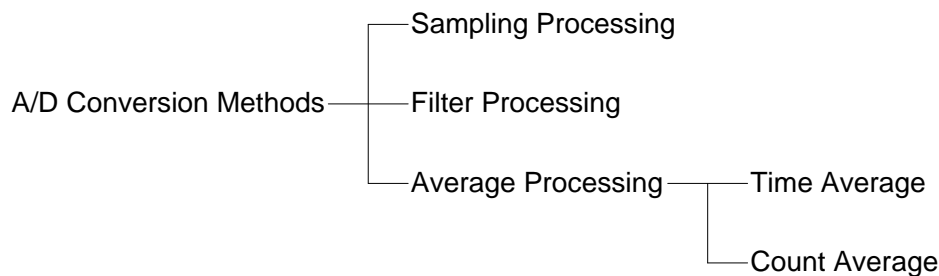 Sampling Processing
A/D Conversion Methods
Filter Processing
Average Processing
Time Average
Count Average